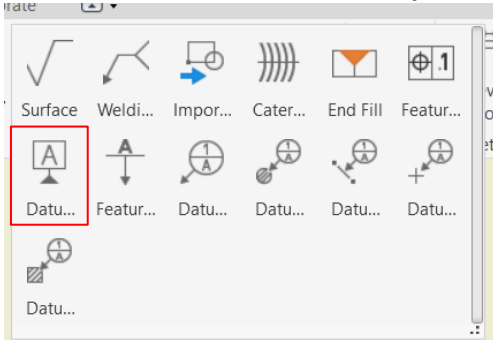 rate
Surface Weldi... Impor... Cater... End Fill Featur...
.1
A A 1 A 1 A 1 A 1 A
Datu... Featur... Datu... Datu... Datu... Datu...
1 A
Datu...